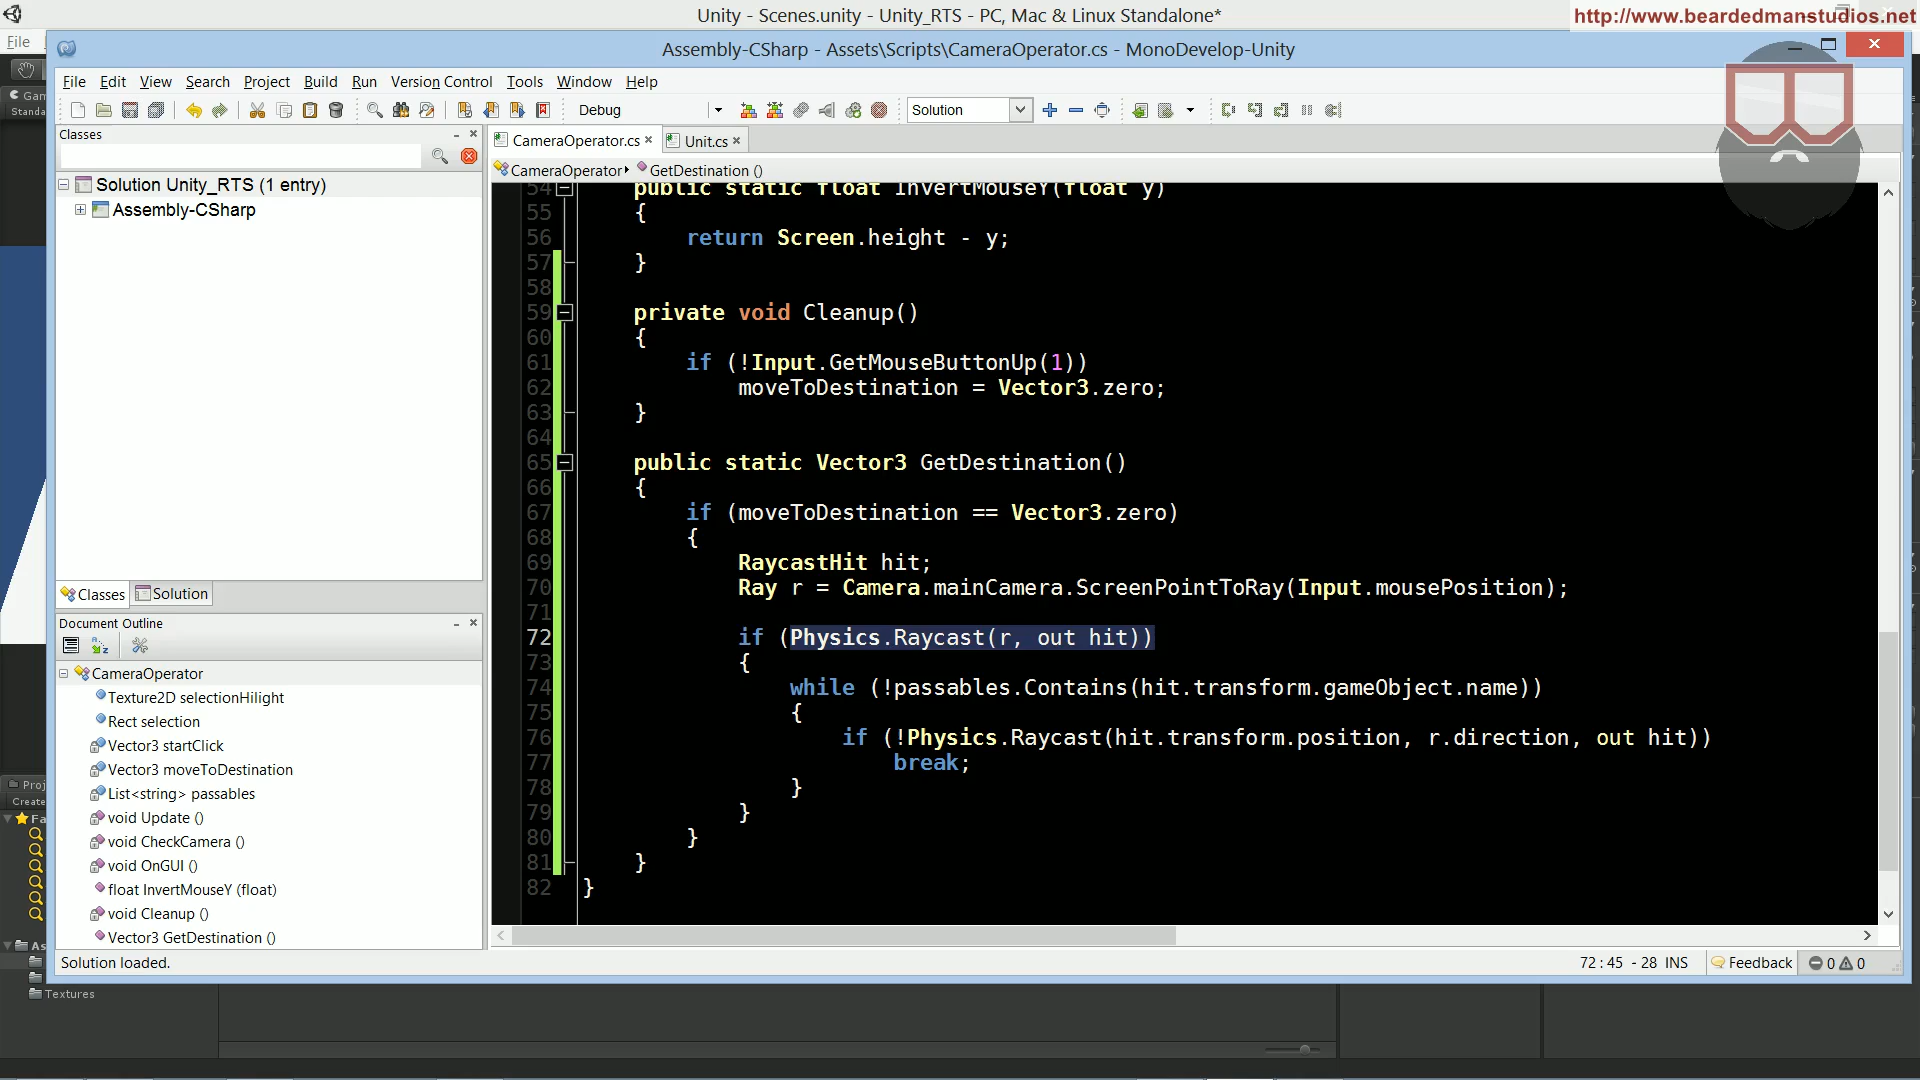 Unity - Scenes.unity - Unity_RTS - PC, Mac & Linux Standalone*
http://www.beardedmanstudios.net
File
Assembly-CSharp - Assets\Scripts\CameraOperator.cs - MonoDevelop-Unity
File Edit View Search Project Build Run Version Control Tools Window Help
Debug
Solution
Classes
CameraOperator.cs
Unit.cs
CameraOperator
GetDestination ()
Solution Unity_RTS (1 entry)
Assembly-CSharp
Classes
Solution
Document Outline
CameraOperator
Texture2D selectionHilight
Rect selection
Vector3 startClick
Vector3 moveToDestination
List<string> passables
void Update ()
void CheckCamera ()
void OnGUI ()
float InvertMouseY (float)
void Cleanup ()
Vector3 GetDestination ()
54 public static float InvertMouseY(float y)
55 {
56 return Screen.height - y;
57 }
58
59 private void Cleanup()
60 {
61 if (!Input.GetMouseButtonUp(1))
62 moveToDestination = Vector3.zero;
63 }
64
65 public static Vector3 GetDestination()
66 {
67 if (moveToDestination == Vector3.zero)
68 {
69 RaycastHit hit;
70 Ray r = Camera.mainCamera.ScreenPointToRay(Input.mousePosition);
71
72 if (Physics.Raycast(r, out hit))
73 {
74 while (!passables.Contains(hit.transform.gameObject.name))
75 {
76 if (!Physics.Raycast(hit.transform.position, r.direction, out hit))
77 break;
78 }
79 }
80 }
81 }
82 }
Solution loaded.
72 : 45 - 28 INS
Feedback
0 0
Gam
Standa
Proj
Create
Fa
As
Textures